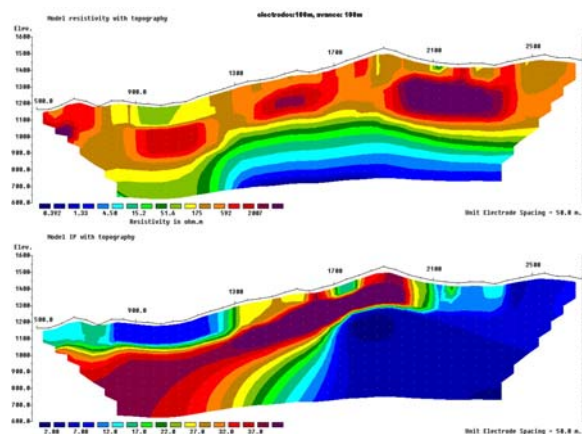 electrodes:100m, avance: 100m
Model resistivity with topography
Elev.
1600
1500
1400
1300
1200
1100
1000
900.0
800.0
700.0
600.0
500.0 900.0 1300 1700 2100 2500
0.392 1.33 4.50 15.2 51.6 175 592 2007
Resistivity in ohm.m
Unit Electrode Spacing = 50.0 m.
Model IP with topography
Elev.
1600
1500
1400
1300
1200
1100
1000
900.0
800.0
700.0
600.0
500.0 900.0 1300 1700 2100 2500
2.00 17.0 22.0 27.0 32.0 37.0
Unit Electrode Spacing = 50.0 m.